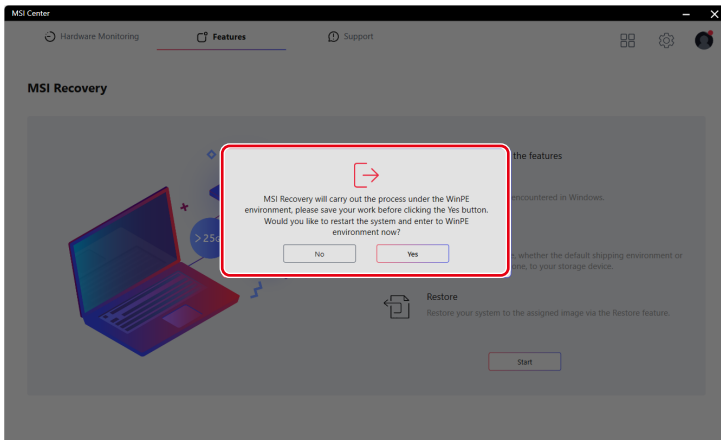 MSI Center
Hardware Monitoring
Features
Support
MSI Recovery
the features
encountered in Windows.
MSI Recovery will carry out the process under the WinPE
environment, please save your work before clicking the Yes button.
Would you like to restart the system and enter to WinPE
environment now?
No
Yes
whether the default shipping environment or
one, to your storage device.
Restore
Restore your system to the assigned image via the Restore feature.
Start